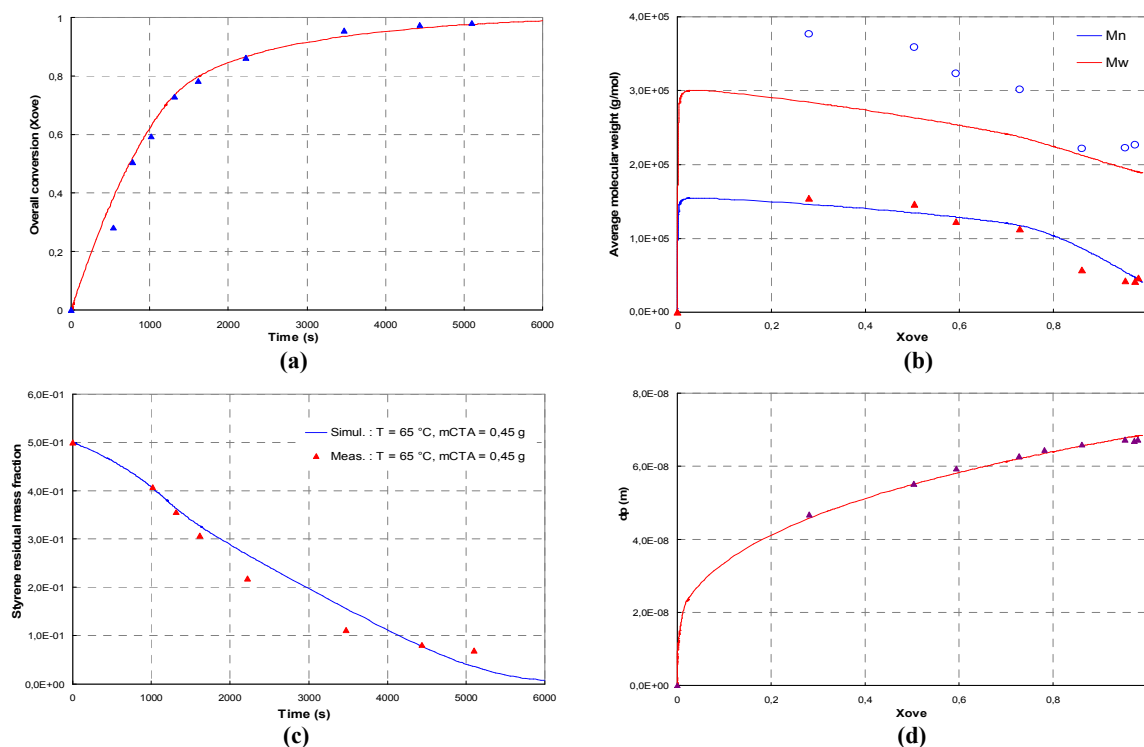 1
0,8
0,6
0,4
0,2
0
Overall conversion (Xove)
0 1000 2000 3000 4000 5000 6000
Time (s)
(a)
4,0E+05
3,0E+05
2,0E+05
1,0E+05
0,0E+00
Average molecular weight (g/mol)
Mn
Mw
0 0,2 0,4 0,6 0,8 1
Xove
(b)
6,0E-01
5,0E-01
4,0E-01
3,0E-01
2,0E-01
1,0E-01
0,0E+00
Styrene residual mass fraction
Simul. : T = 65 °C, mCTA = 0,45 g
Meas. : T = 65 °C, mCTA = 0,45 g
0 1000 2000 3000 4000 5000 6000
Time (s)
(c)
8,0E-08
6,0E-08
4,0E-08
2,0E-08
0,0E+00
dp (m)
0 0,2 0,4 0,6 0,8 1
Xove
(d)